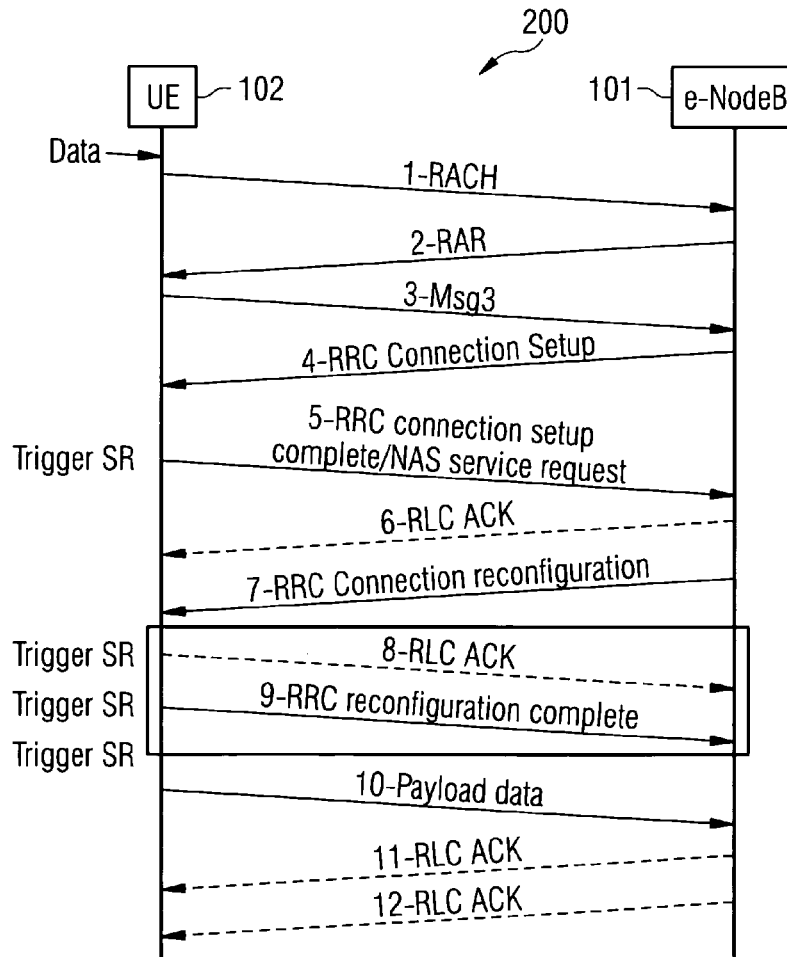 200
UE
102
101
e-NodeB
Data
1-RACH
2-RAR
3-Msg3
4-RRC Connection Setup
5-RRC connection setup
complete/NAS service request
Trigger SR
6-RLC ACK
7-RRC Connection reconfiguration
Trigger SR
8-RLC ACK
Trigger SR
9-RRC reconfiguration complete
Trigger SR
10-Payload data
11-RLC ACK
12-RLC ACK